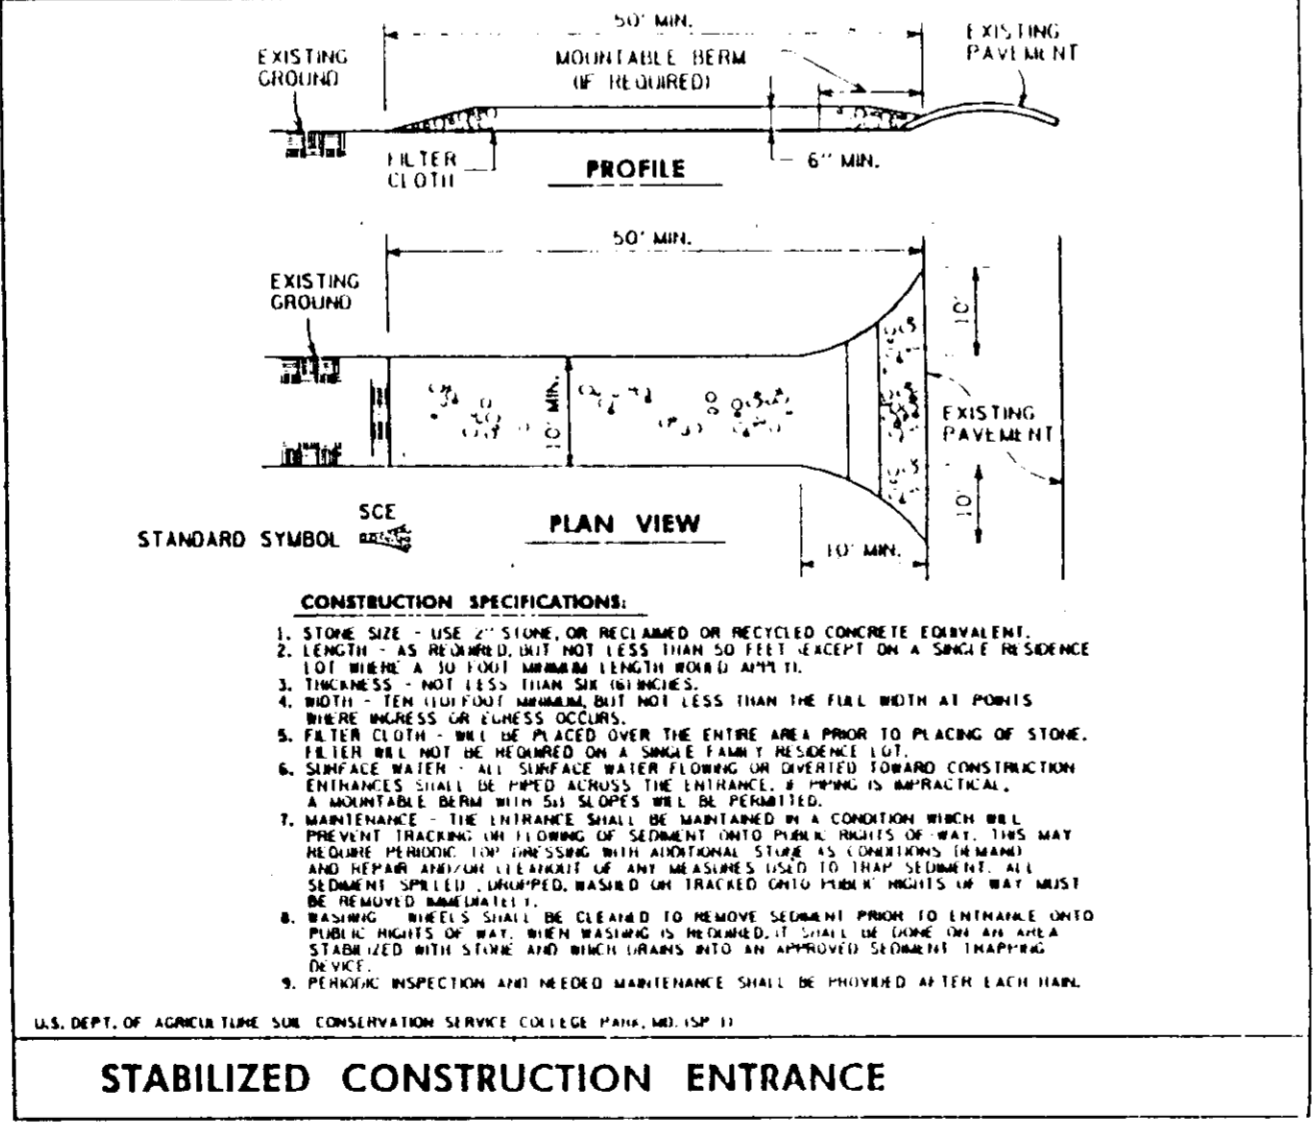 50' MIN.
EXISTING
PAVEMENT
EXISTING
GROUND
MOUNTABLE BERM
(IF REQUIRED)
FILTER
CLOTH
PROFILE
6" MIN.
50' MIN.
EXISTING
GROUND
10'
10' MIN.
EXISTING
PAVEMENT
10'
SCE
STANDARD SYMBOL
PLAN VIEW
10' MIN.
CONSTRUCTION SPECIFICATIONS:
1. STONE SIZE - USE 2" STONE, OR RECLAIMED OR RECYCLED CONCRETE EQUIVALENT.
2. LENGTH - AS REQUIRED, BUT NOT LESS THAN 50 FEET (EXCEPT ON A SINGLE RESIDENCE
LOT WHERE A 30 FOOT MINIMUM LENGTH WOULD APPLY).
3. THICKNESS - NOT LESS THAN SIX (6) INCHES.
4. WIDTH - TEN (10) FOOT MINIMUM, BUT NOT LESS THAN THE FULL WIDTH AT POINTS
WHERE INGRESS OR EGRESS OCCURS.
5. FILTER CLOTH - WILL BE PLACED OVER THE ENTIRE AREA PRIOR TO PLACING OF STONE.
FILTER WILL NOT BE REQUIRED ON A SINGLE FAMILY RESIDENCE LOT.
6. SURFACE WATER - ALL SURFACE WATER FLOWING OR DIVERTED TOWARD CONSTRUCTION
ENTRANCES SHALL BE PIPED ACROSS THE ENTRANCE. IF PIPING IS IMPRACTICAL,
A MOUNTABLE BERM WITH 5:1 SLOPES WILL BE PERMITTED.
7. MAINTENANCE - THE ENTRANCE SHALL BE MAINTAINED IN A CONDITION WHICH WILL
PREVENT TRACKING OR FLOWING OF SEDIMENT ONTO PUBLIC RIGHTS-OF-WAY. THIS MAY
REQUIRE PERIODIC TOP DRESSING WITH ADDITIONAL STONE AS CONDITIONS DEMAND
AND REPAIR AND/OR CLEANOUT OF ANY MEASURES USED TO TRAP SEDIMENT. ALL
SEDIMENT SPILLED, DROPPED, WASHED OR TRACKED ONTO PUBLIC RIGHTS OF WAY MUST
BE REMOVED IMMEDIATELY.
8. WASHING - WHEELS SHALL BE CLEANED TO REMOVE SEDIMENT PRIOR TO ENTRANCE ONTO
PUBLIC RIGHTS OF WAY. WHEN WASHING IS REQUIRED, IT SHALL BE DONE ON AN AREA
STABILIZED WITH STONE AND WHICH DRAINS INTO AN APPROVED SEDIMENT TRAPPING
DEVICE.
9. PERIODIC INSPECTION AND NEEDED MAINTENANCE SHALL BE PROVIDED AFTER EACH RAIN.
U.S. DEPT. OF AGRICULTURE SOIL CONSERVATION SERVICE COLLEGE PARK, MD. (SP 1)
STABILIZED CONSTRUCTION ENTRANCE